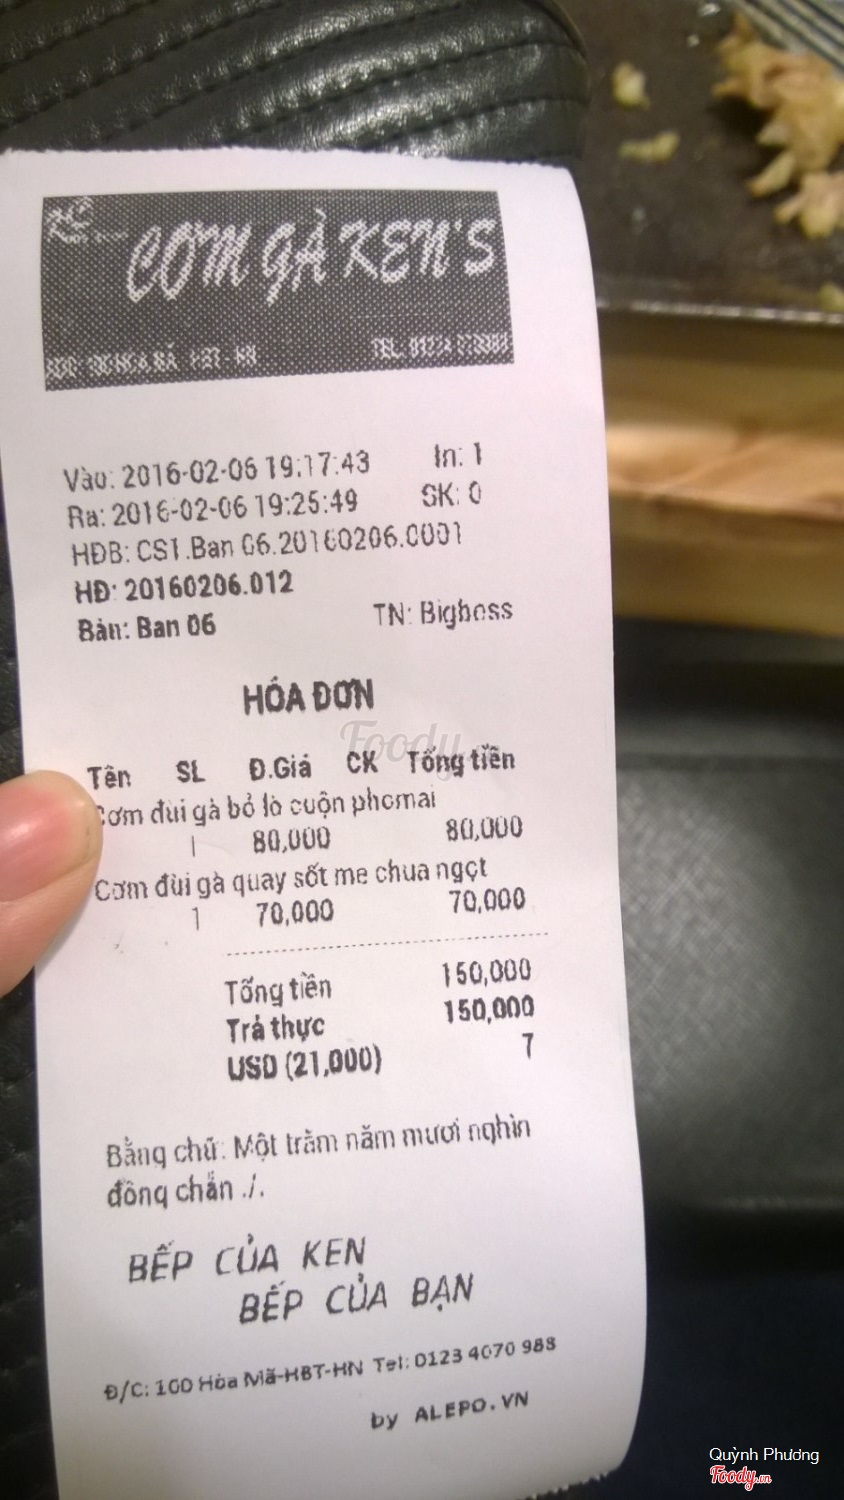 CƠM GÀ KEN'S
Vào: 2016-02-06 19:17:43 In: 1
Ra: 2016-02-06 19:25:49 SK: 0
HĐB: CS1.Ban 06.20160206.0001
HĐ: 20160206.012
Bàn: Ban 06 TN: Bigboss
HÓA ĐƠN
Foody
Tên SL Đ.Giá CK Tổng tiền
Cơm đùi gà bỏ lò cuộn phomai
1 80,000 80,000
Cơm đùi gà quay sốt me chua ngọt
1 70,000 70,000
Tổng tiền 150,000
Trả thực 150,000
USD (21,000) 7
Bằng chữ: Một trăm năm mươi nghìn
đồng chẵn ./.
BẾP CỦA KEN
BẾP CỦA BẠN
Đ/C: 100 Hòa Mã-HBT-HN Tel: 0123 4070 988
by ALEPO.VN
Quỳnh Phương
Foody.vn